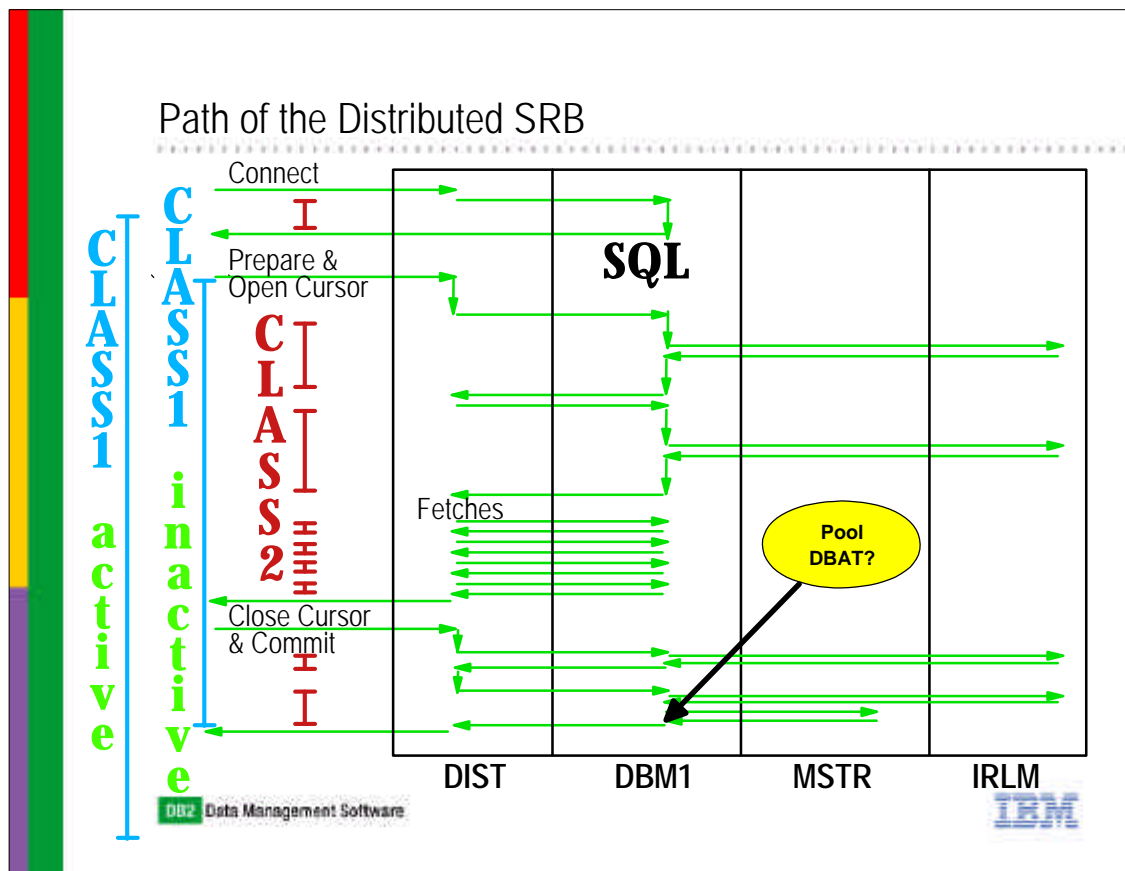 Path of the Distributed SRB
Connect
CLASS1 active
CLASS1 inactive
SQL
Prepare &
Open Cursor
CLASS2
Fetches
Pool
DBAT?
Close Cursor
& Commit
DIST DBM1 MSTR IRLM
DB2 Data Management Software
IBM